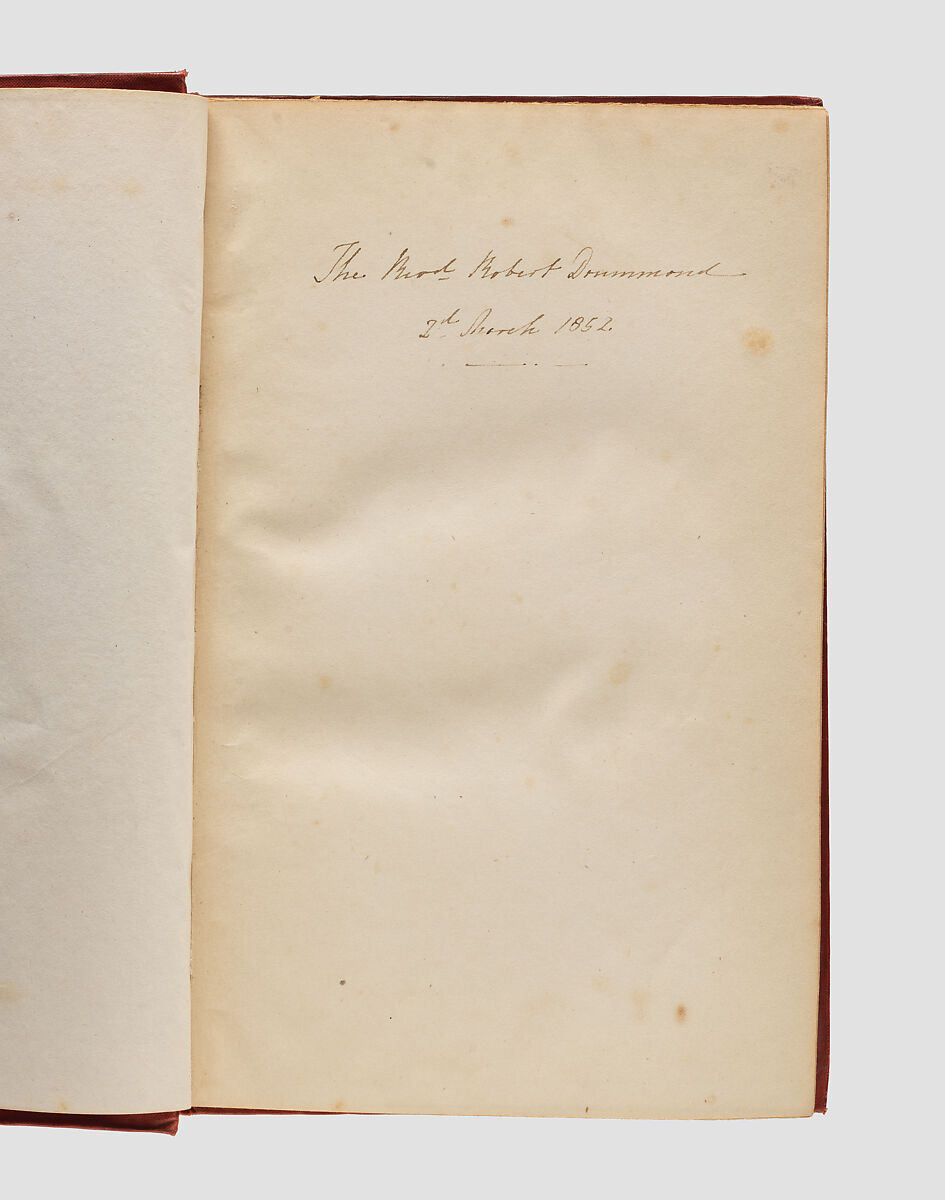 The Revd Robert Drummond
2d March 1852